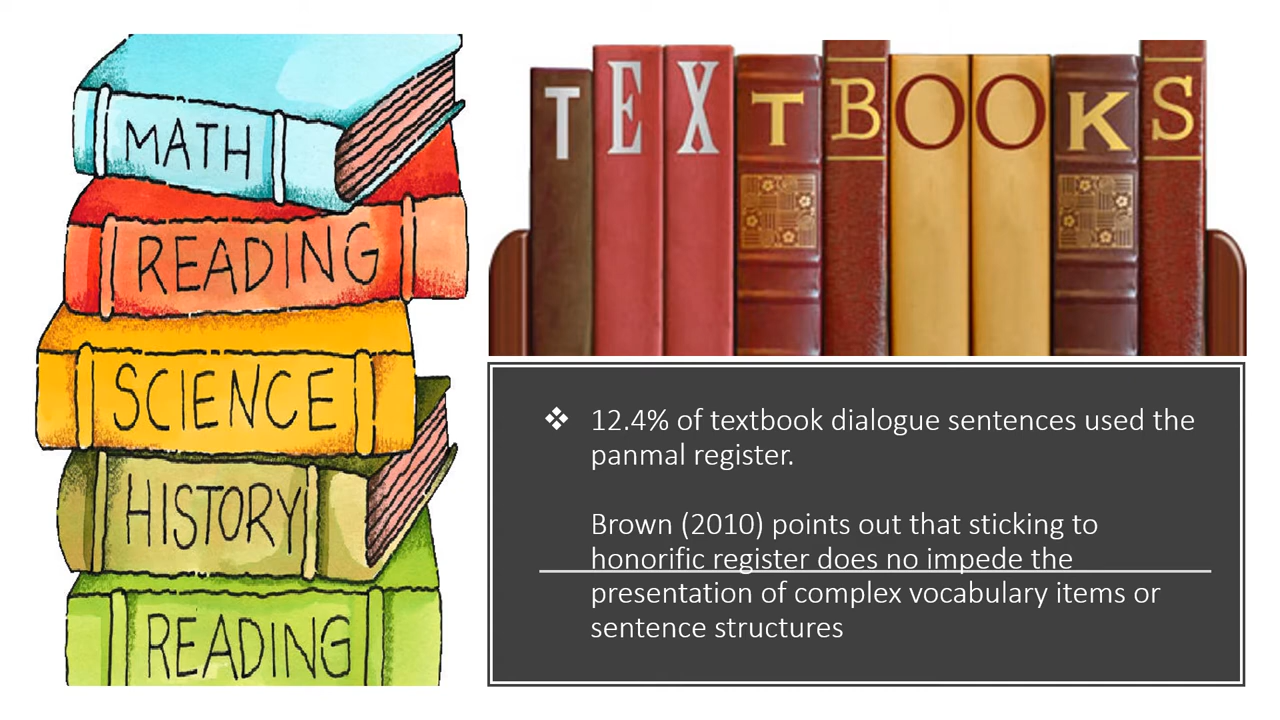 MATH
READING
SCIENCE
HISTORY
READING
TEXTBOOKS
❖ 12.4% of textbook dialogue sentences used the
panmal register.
Brown (2010) points out that sticking to
honorific register does no impede the
presentation of complex vocabulary items or
sentence structures